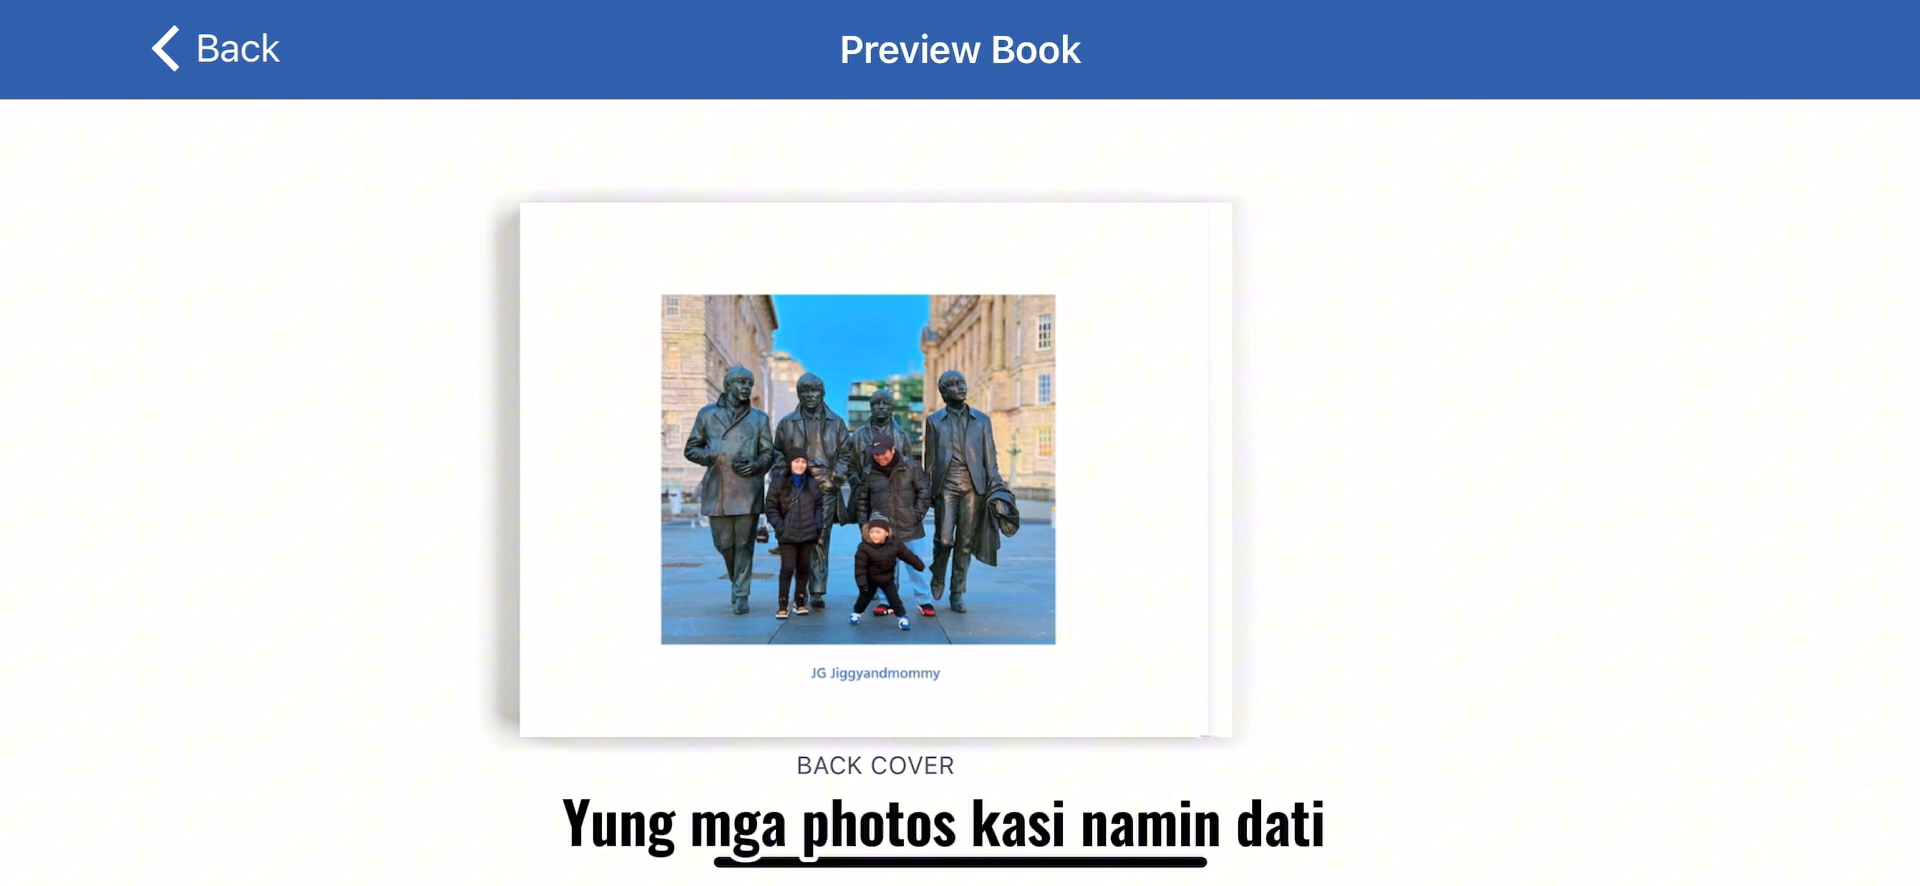 Back
Preview Book
JG Jiggyandmommy
BACK COVER
Yung mga photos kasi namin dati